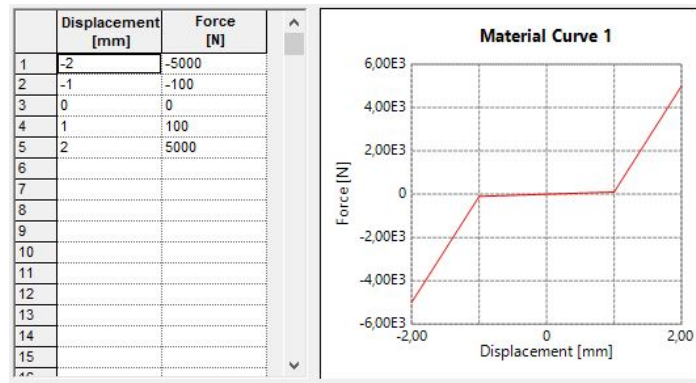 Displacement Force
[mm] [N]
1 -2 -5000
2 -1 -100
3 0 0
4 1 100
5 2 5000
6
7
8
9
10
11
12
13
14
15
Material Curve 1
6,00E3
4,00E3
2,00E3
0
-2,00E3
-4,00E3
-6,00E3
Force [N]
-2,00 0 2,00
Displacement [mm]